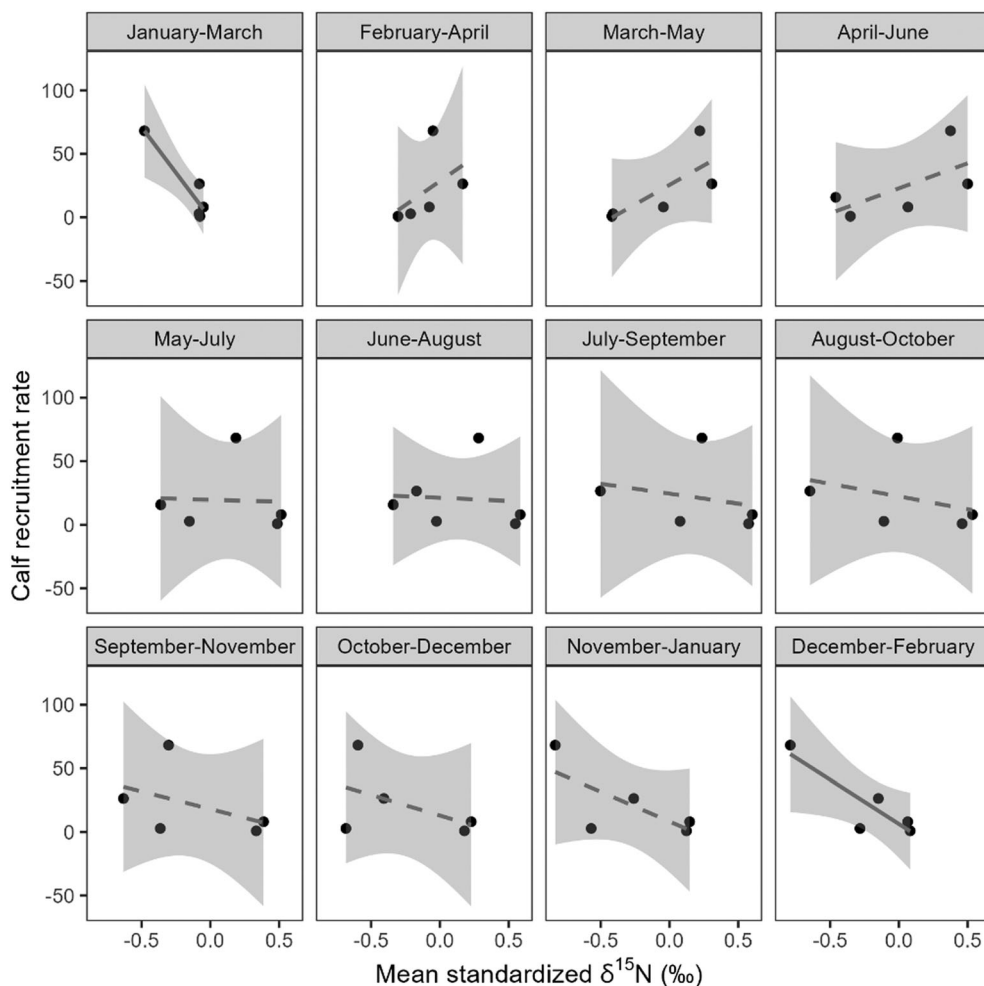 January-March
February-April
March-May
April-June
100
50
0
-50
May-July
June-August
July-September
August-October
100
50
0
-50
Calf recruitment rate
September-November
October-December
November-January
December-February
100
50
0
-50
-0.5 0.0 0.5
-0.5 0.0 0.5
-0.5 0.0 0.5
-0.5 0.0 0.5
Mean standardized δ¹⁵N (‰)